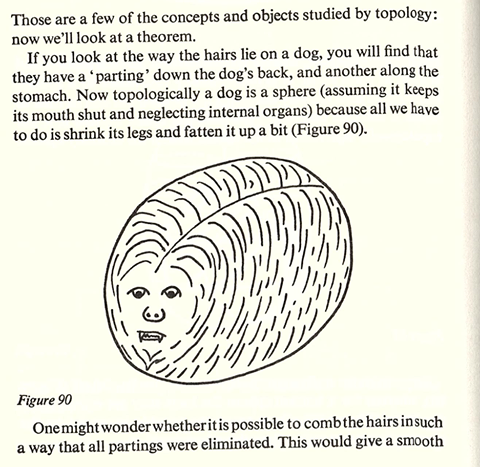 Those are a few of the concepts and objects studied by topology:
now we'll look at a theorem.
If you look at the way the hairs lie on a dog, you will find that
they have a 'parting' down the dog's back, and another along the
stomach. Now topologically a dog is a sphere (assuming it keeps
its mouth shut and neglecting internal organs) because all we have
to do is shrink its legs and fatten it up a bit (Figure 90).
Figure 90
One might wonder whether it is possible to comb the hairs in such
a way that all partings were eliminated. This would give a smooth